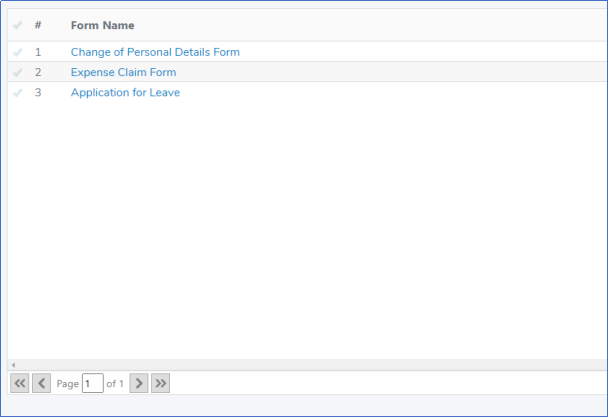 # Form Name
1 Change of Personal Details Form
2 Expense Claim Form
3 Application for Leave
Page 1 of 1